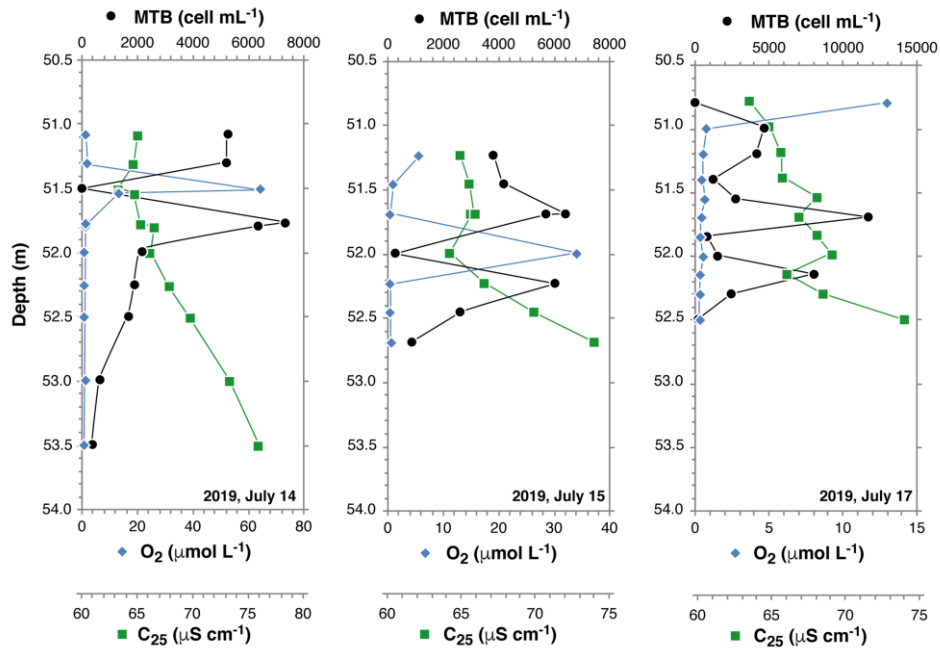 MTB (cell mL⁻¹)
0 2000 4000 6000 8000
50.5
51.0
51.5
52.0
52.5
53.0
53.5
54.0
Depth (m)
2019, July 14
0 20 40 60 80
O₂ (μmol L⁻¹)
60 65 70 75
C₂₅ (μS cm⁻¹)
MTB (cell mL⁻¹)
0 2000 4000 6000 8000
50.5
51.0
51.5
52.0
52.5
53.0
53.5
54.0
2019, July 15
0 10 20 30 40
O₂ (μmol L⁻¹)
60 65 70 75
C₂₅ (μS cm⁻¹)
MTB (cell mL⁻¹)
0 5000 10000 15000
50.5
51.0
51.5
52.0
52.5
53.0
53.5
54.0
2019, July 17
0 5 10 15
O₂ (μmol L⁻¹)
60 65 70 75
C₂₅ (μS cm⁻¹)